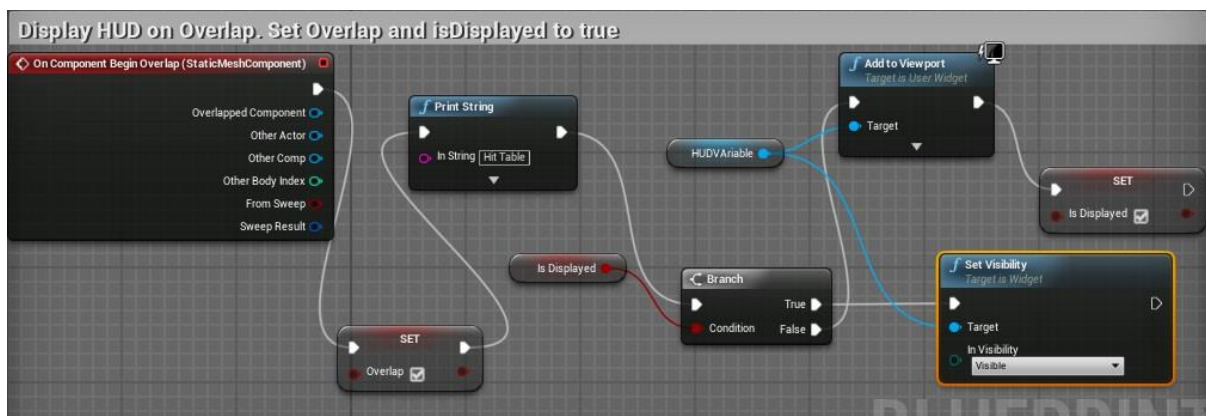 Display HUD on Overlap. Set Overlap and isDisplayed to true
On Component Begin Overlap (StaticMeshComponent)
Overlapped Component
Other Actor
Other Comp
Other Body Index
From Sweep
Sweep Result
SET
Overlap
Print String
In String Hit Table
Is Displayed
Branch
True
Condition False
HUDVAriable
Add to Viewport
Target is User Widget
Target
SET
Is Displayed
Set Visibility
Target is Widget
Target
In Visibility
Visible
BLUEPRINT